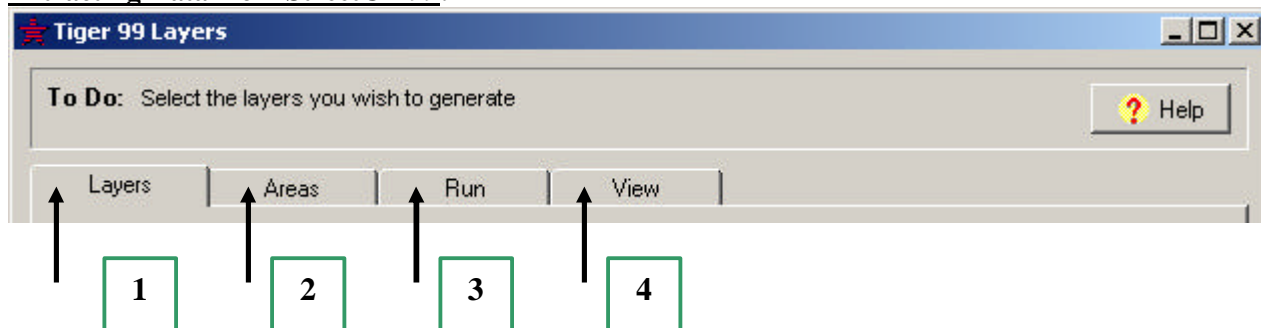 Tiger 99 Layers
To Do: Select the layers you wish to generate
? Help
Layers Areas Run View
1 2 3 4